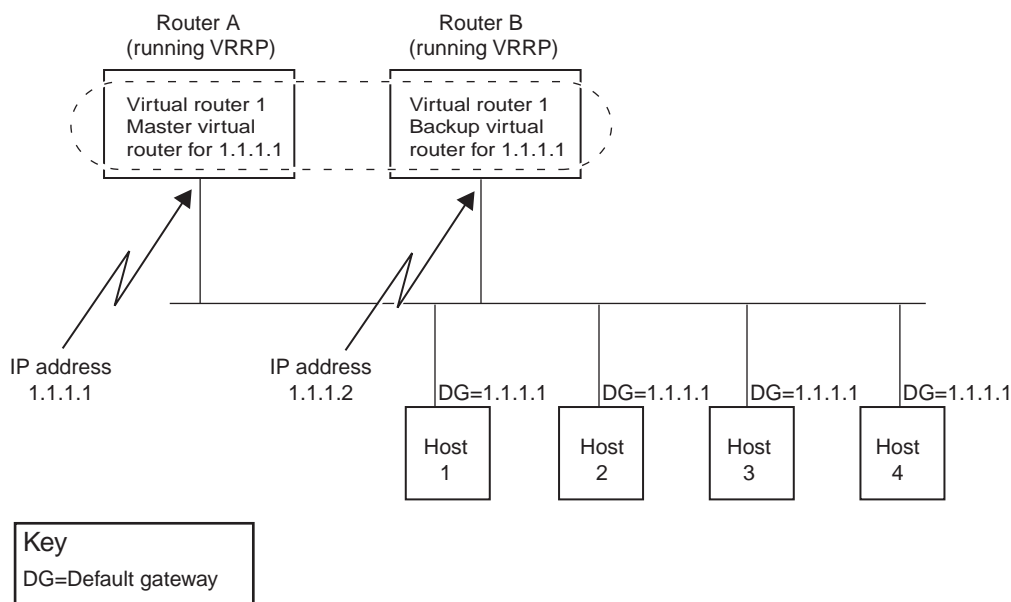 Router A
(running VRRP)
Router B
(running VRRP)
Virtual router 1
Master virtual
router for 1.1.1.1
Virtual router 1
Backup virtual
router for 1.1.1.1
IP address
1.1.1.1
IP address
1.1.1.2
DG=1.1.1.1
DG=1.1.1.1
DG=1.1.1.1
DG=1.1.1.1
Host
1
Host
2
Host
3
Host
4
Key
DG=Default gateway